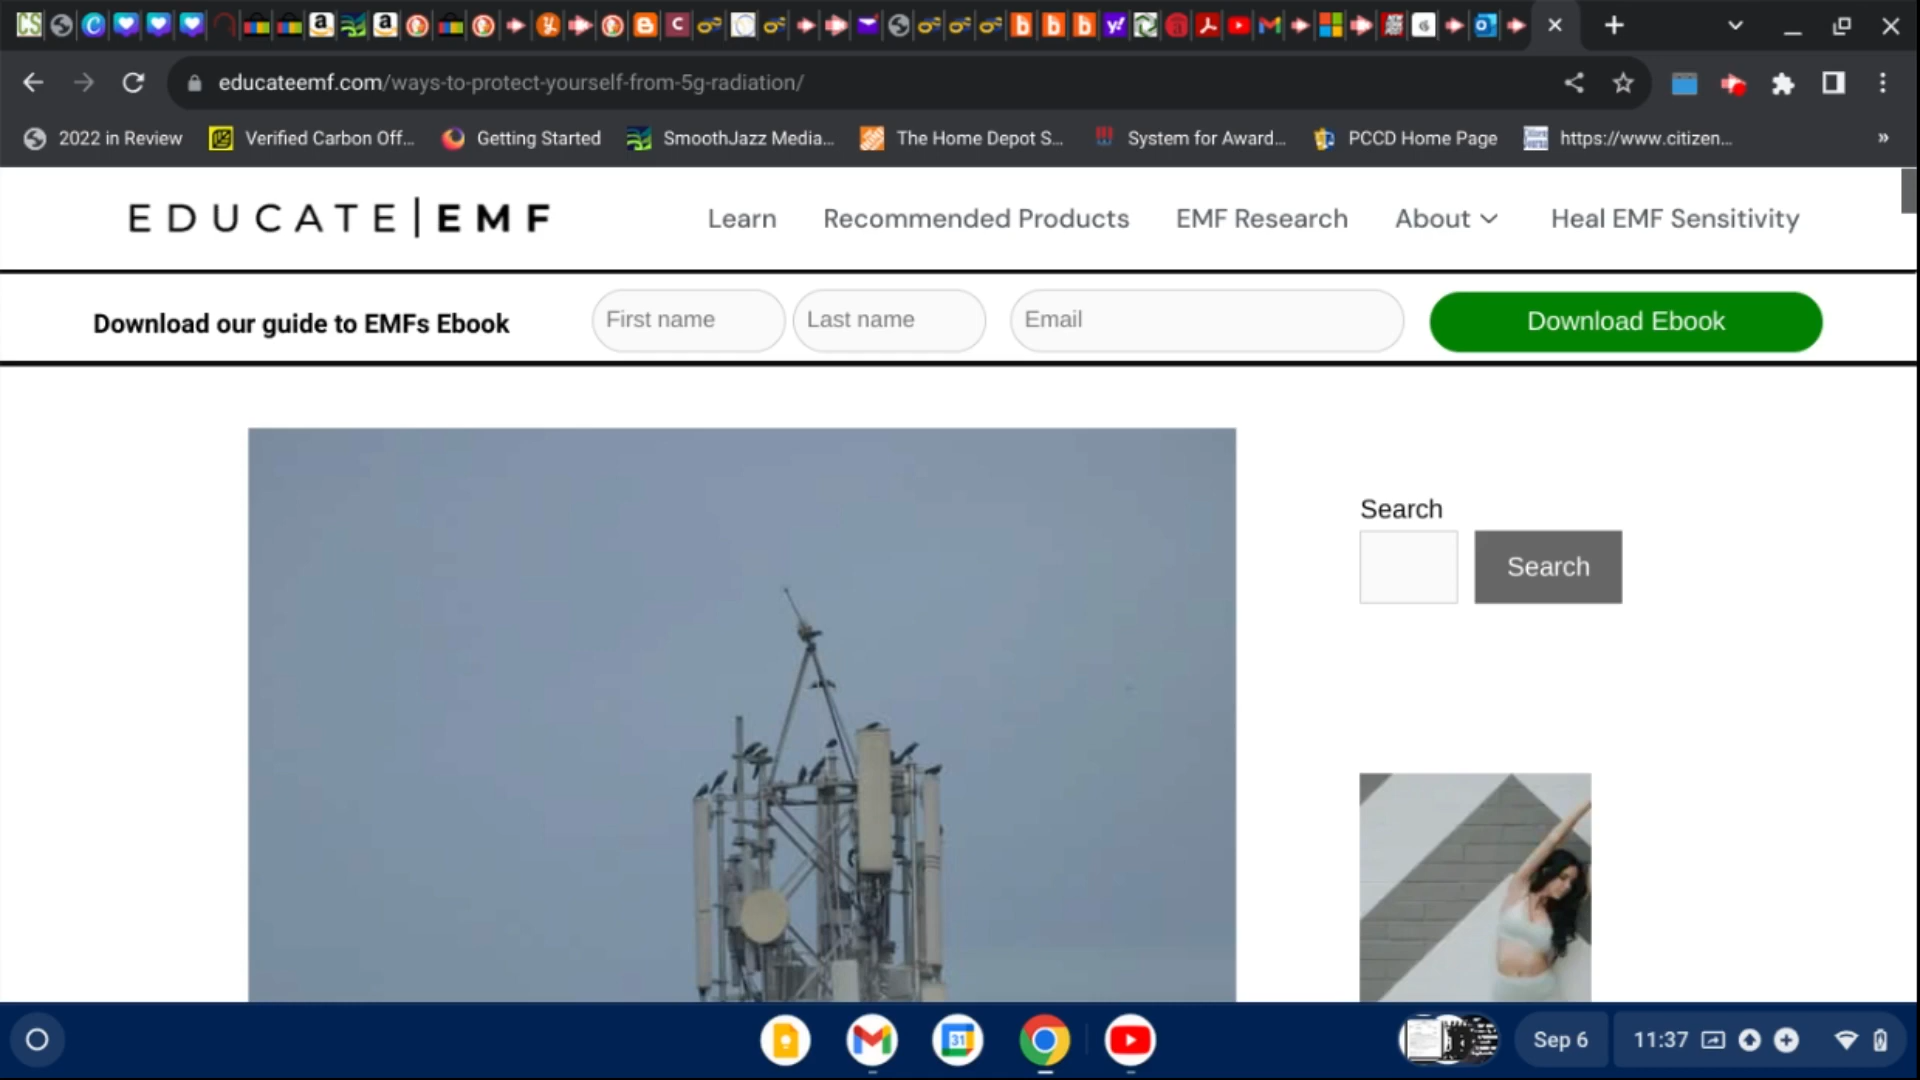 educateemf.com/ways-to-protect-yourself-from-5g-radiation/
2022 in Review
Verified Carbon Off...
Getting Started
SmoothJazz Media...
The Home Depot S...
System for Award...
PCCD Home Page
https://www.citizen...
»
EDUCATE|EMF
Learn
Recommended Products
EMF Research
About
Heal EMF Sensitivity
Download our guide to EMFs Ebook
First name
Last name
Email
Download Ebook
Search
Search
31
Sep 6
11:37